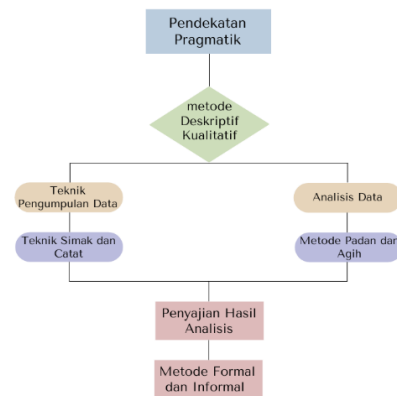 Pendekatan
Pragmatik
metode
Deskriptif
Kualitatif
Teknik
Pengumpulan Data
Analisis Data
Teknik Simak dan
Catat
Metode Padan dan
Agih
Penyajian Hasil
Analisis
Metode Formal
dan Informal